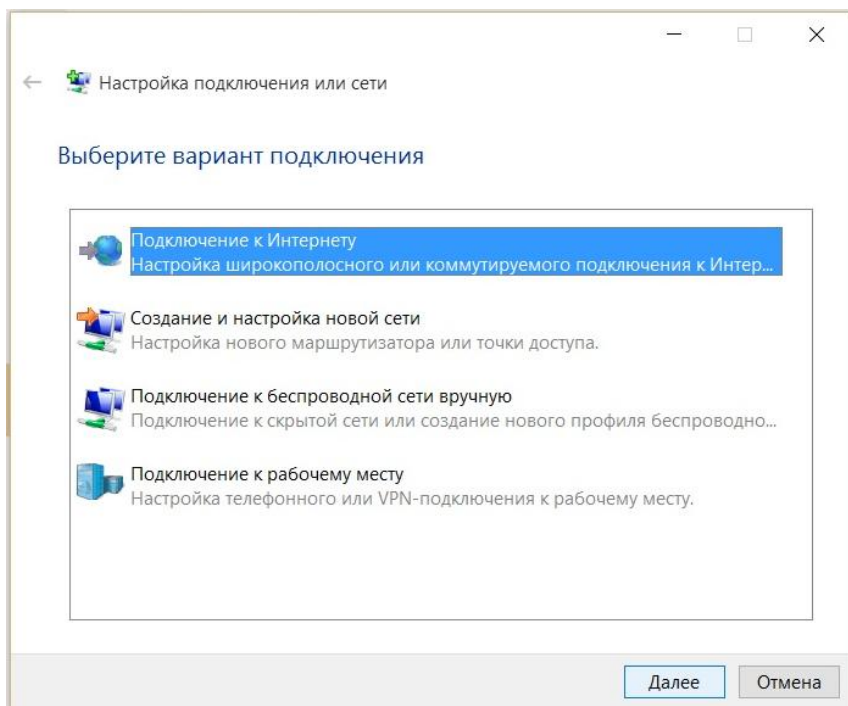 Настройка подключения или сети
Выберите вариант подключения
Подключение к Интернету
Настройка широкополосного или коммутируемого подключения к Интер...
Создание и настройка новой сети
Настройка нового маршрутизатора или точки доступа.
Подключение к беспроводной сети вручную
Подключение к скрытой сети или создание нового профиля беспроводно...
Подключение к рабочему месту
Настройка телефонного или VPN-подключения к рабочему месту.
Далее
Отмена